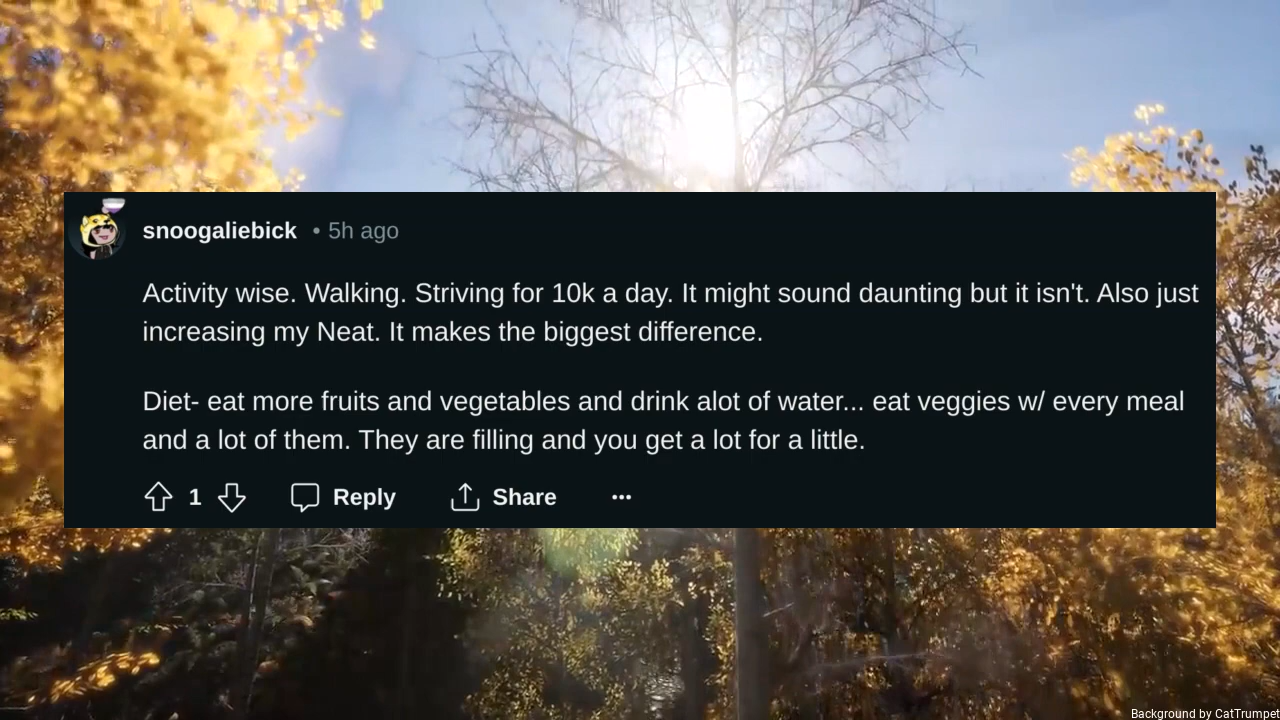 snoogaliebick • 5h ago
Activity wise. Walking. Striving for 10k a day. It might sound daunting but it isn't. Also just
increasing my Neat. It makes the biggest difference.
Diet- eat more fruits and vegetables and drink alot of water... eat veggies w/ every meal
and a lot of them. They are filling and you get a lot for a little.
1 Reply Share ...
Background by CatTrumpet